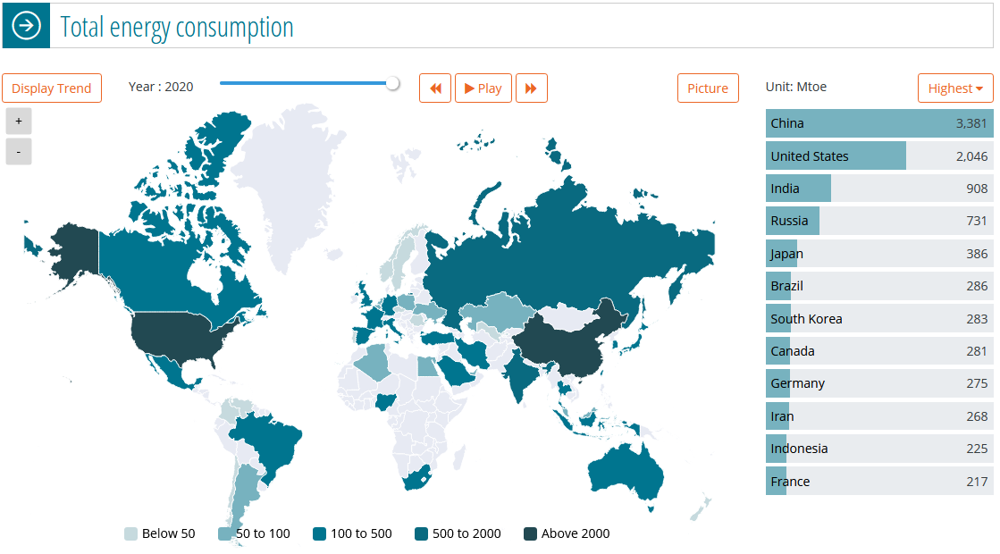 Total energy consumption
Display Trend
Year : 2020
Play
Picture
Unit: Mtoe
Highest
+
-
China 3,381
United States 2,046
India 908
Russia 731
Japan 386
Brazil 286
South Korea 283
Canada 281
Germany 275
Iran 268
Indonesia 225
France 217
Below 50
50 to 100
100 to 500
500 to 2000
Above 2000